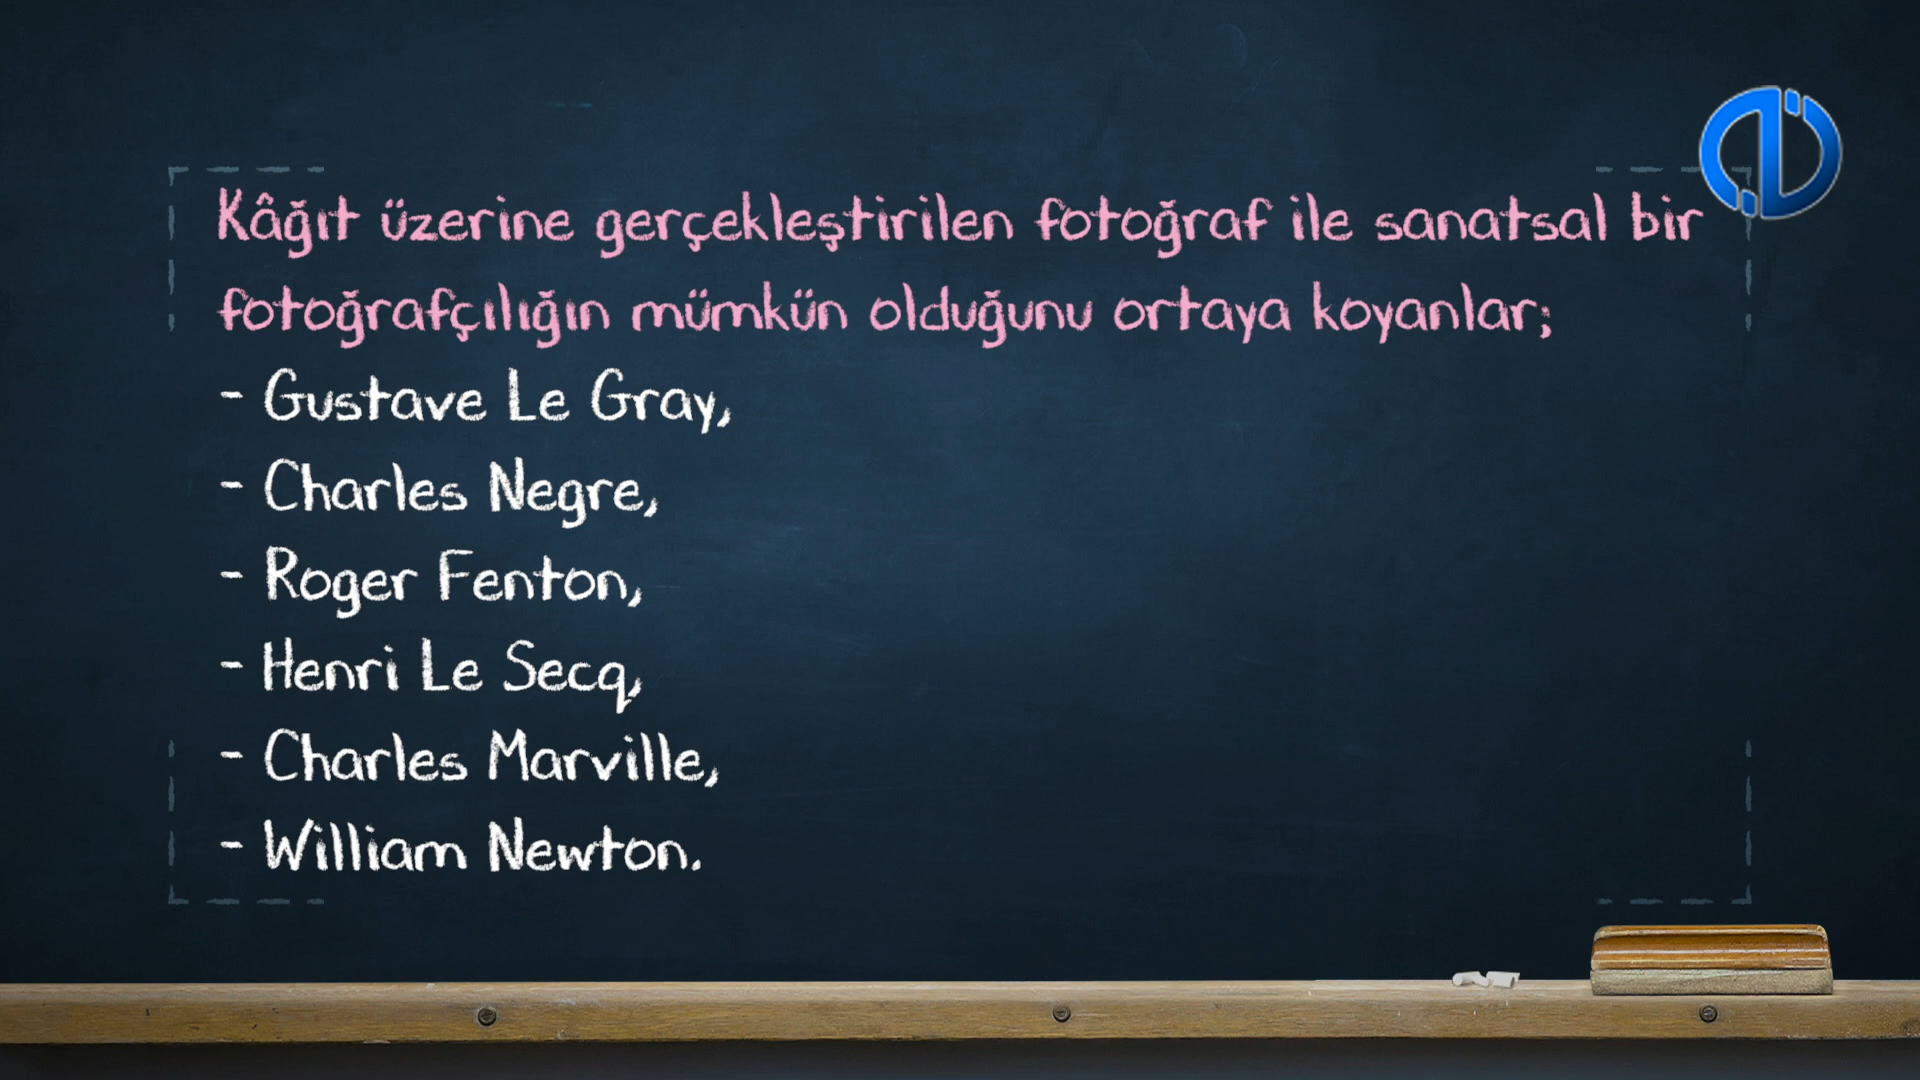 Kâğıt üzerine gerçekleştirilen fotoğraf ile sanatsal bir
fotoğrafçılığın mümkün olduğunu ortaya koyanlar;
- Gustave Le Gray,
- Charles Negre,
- Roger Fenton,
- Henri Le Secq,
- Charles Marville,
- William Newton.